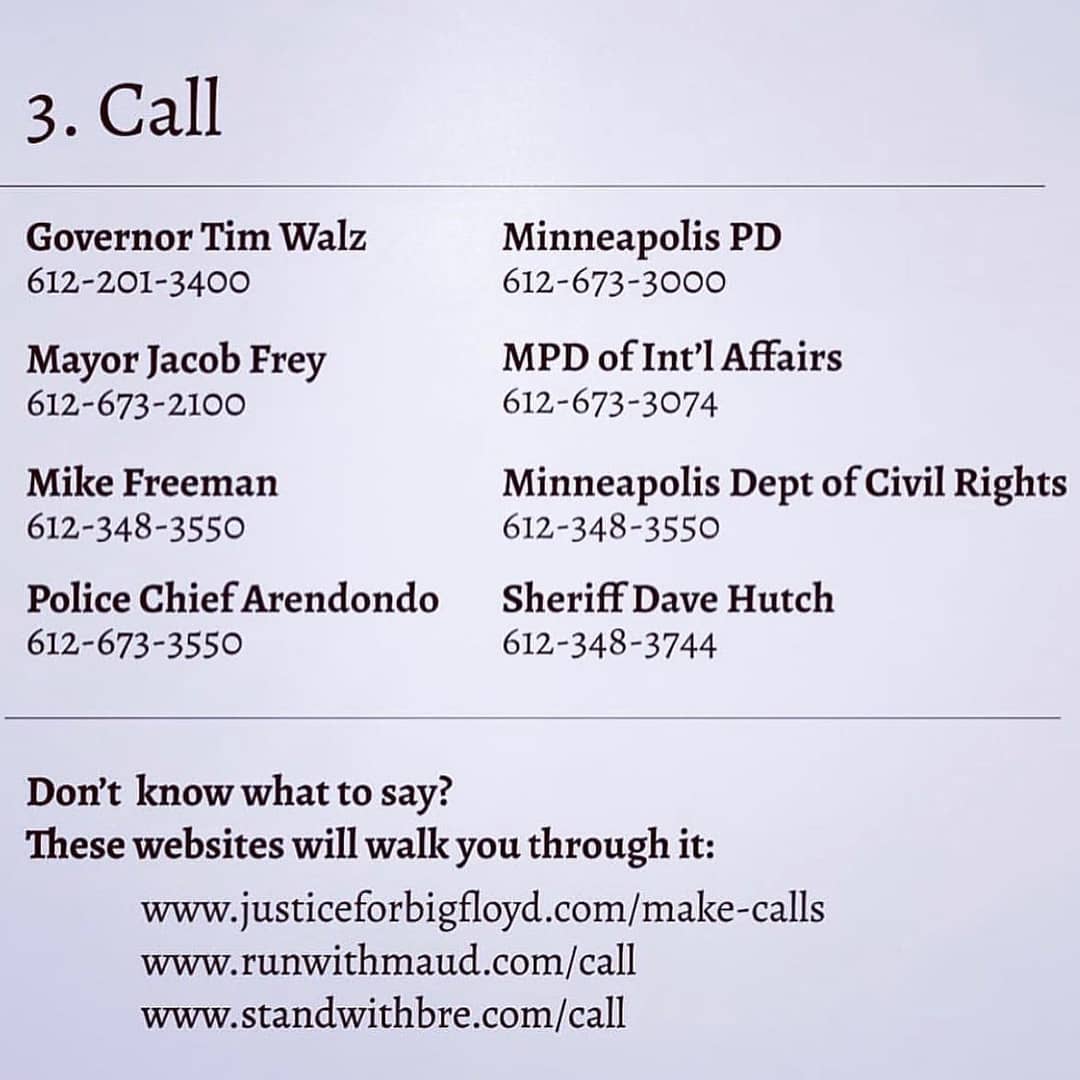 3. Call
Governor Tim Walz
612-201-3400
Mayor Jacob Frey
612-673-2100
Mike Freeman
612-348-3550
Police Chief Arendondo
612-673-3550
Minneapolis PD
612-673-3000
MPD of Int'l Affairs
612-673-3074
Minneapolis Dept of Civil Rights
612-348-3550
Sheriff Dave Hutch
612-348-3744
Don't know what to say?
These websites will walk you through it:
www.justiceforbigfloyd.com/make-calls
www.runwithmaud.com/call
www.standwithbre.com/call